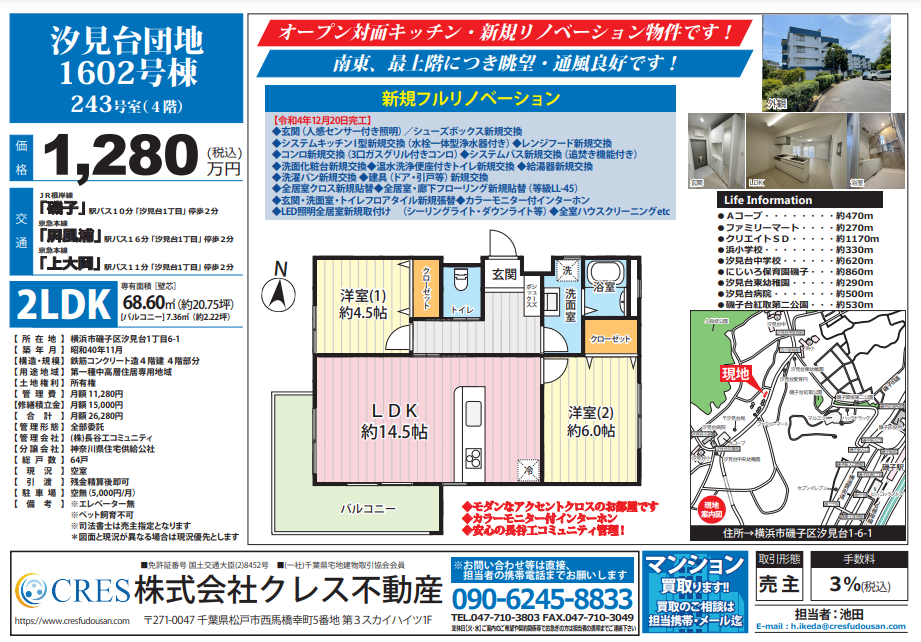 汐見台団地
1602号棟
243号室(4階)
価格
1,280
(税込)
万円
交通
JR根岸線
「磯子」駅バス10分「汐見台1丁目」停歩2分
京急本線
「屏風浦」駅バス16分「汐見台1丁目」停歩2分
京急本線
「上大岡」駅バス11分「汐見台1丁目」停歩2分
2LDK
専有面積【壁芯】
68.60㎡(約20.75坪)
[バルコニー] 7.36㎡(約2.22坪)
【所在地】横浜市磯子区汐見台1丁目6-1
【築年月】昭和40年11月
【構造・規模】鉄筋コンクリート造4階建 4階部分
【用途地域】第一種中高層住居専用地域
【土地権利】所有権
【管理費】月額11,280円
【修繕積立金】月額15,000円
【合計】月額26,280円
【管理形態】全部委託
【管理会社】(株)長谷工コミュニティ
【分譲会社】神奈川県住宅供給公社
【総戸数】64戸
【現況】空室
【引渡】残金精算後即可
【駐車場】空無(5,000円/月)
【備考】※エレベーター無
※ペット飼育不可
※司法書士は売主指定となります
*図面と現況が異なる場合は現況優先とします
オープン対面キッチン・新規リノベーション物件です!
南東、最上階につき眺望・通風良好です!
新規フルリノベーション
【令和4年12月20日完工】
◆玄関(人感センサー付き照明)/シューズボックス新規交換
◆システムキッチンI型新規交換(水栓一体型浄水器付き)◆レンジフード新規交換
◆コンロ新規交換(3口ガスグリル付きコンロ)◆システムバス新規交換(追焚き機能付き)
◆洗面化粧台新規交換◆温水洗浄便座付きトイレ新規交換◆給湯器新規交換
◆洗濯パン新規交換◆建具(ドア・引戸等)新規交換
◆全居室クロス新規貼替◆全居室・廊下フローリング新規貼替(等級LL-45)
◆玄関・洗面室・トイレフロアタイル新規張替◆カラーモニター付インターホン
◆LED照明全居室新規取付け (シーリングライト・ダウンライト等)◆全室ハウスクリーニングetc
外観
玄関
LDK
浴室
Life Information
●Aコープ・・・・・・・・約470m
●ファミリーマート・・・・約270m
●クリエイトSD・・・・約1170m
●浜小学校・・・・・・・・約330m
●汐見台中学校・・・・・・約620m
●にじいろ保育園磯子・・・約860m
●汐見台東幼稚園・・・・・約290m
●汐見台病院・・・・・・・約500m
●磯子台紅取第二公園・・・約530m
N
洋室(1)
約4.5帖
クローゼット
トイレ
玄関
シューズボックス
洗
洗面室
浴室
クローゼット
LDK
約14.5帖
冷
洋室(2)
約6.0帖
バルコニー
◆モダンなアクセントクロスのお部屋です
◆カラーモニター付インターホン
◆安心の長谷工コミュニティ管理!
現地
磯子駅
現地
案内図
住所→横浜市磯子区汐見台1-6-1
CRES
https://www.cresfudousan.com
■免許証番号 国土交通大臣(2)8452号 ■(一社)千葉県宅地建物取引協会会員
株式会社クレス不動産
〒271-0047 千葉県松戸市西馬橋幸町5番地 第3スカイハイツ1F
※お問い合わせ等は直接、
担当者の携帯電話までお願いします
090-6245-8833
TEL.047-710-3803 FAX.047-710-3049
マンション
買取ります!!
買取のご相談は
担当携帯・メール迄
取引形態
売主
手数料
3%(税込)
担当者:池田
E-mail:h.ikeda@cresfudousan.com